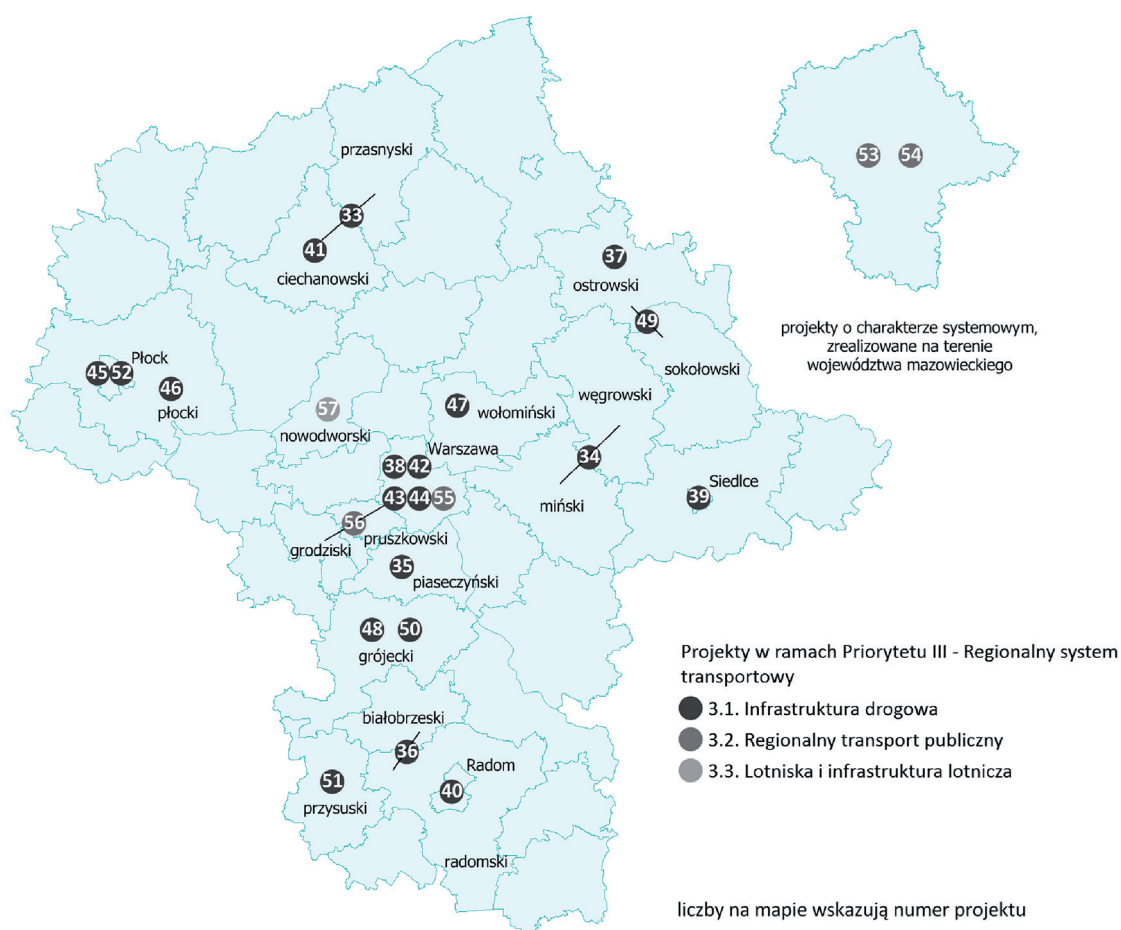 przasnyski
33
41
ciechanowski
37
ostrowski
49
sokołowski
53 54
projekty o charakterze systemowym,
zrealizowane na terenie
województwa mazowieckiego
Płock
45 52
46
płocki
57
nowodworski
47 wołomiński
węgrowski
Warszawa
38 42
34
miński
Siedlce
39
43 44 55
56
pruszkowski
grodziski
35
piaseczyński
48 50
grójecki
białobrzeski
36
51
przysuski
Radom
40
radomski
Projekty w ramach Priorytetu III - Regionalny system
transportowy
3.1. Infrastruktura drogowa
3.2. Regionalny transport publiczny
3.3. Lotniska i infrastruktura lotnicza
liczby na mapie wskazują numer projektu